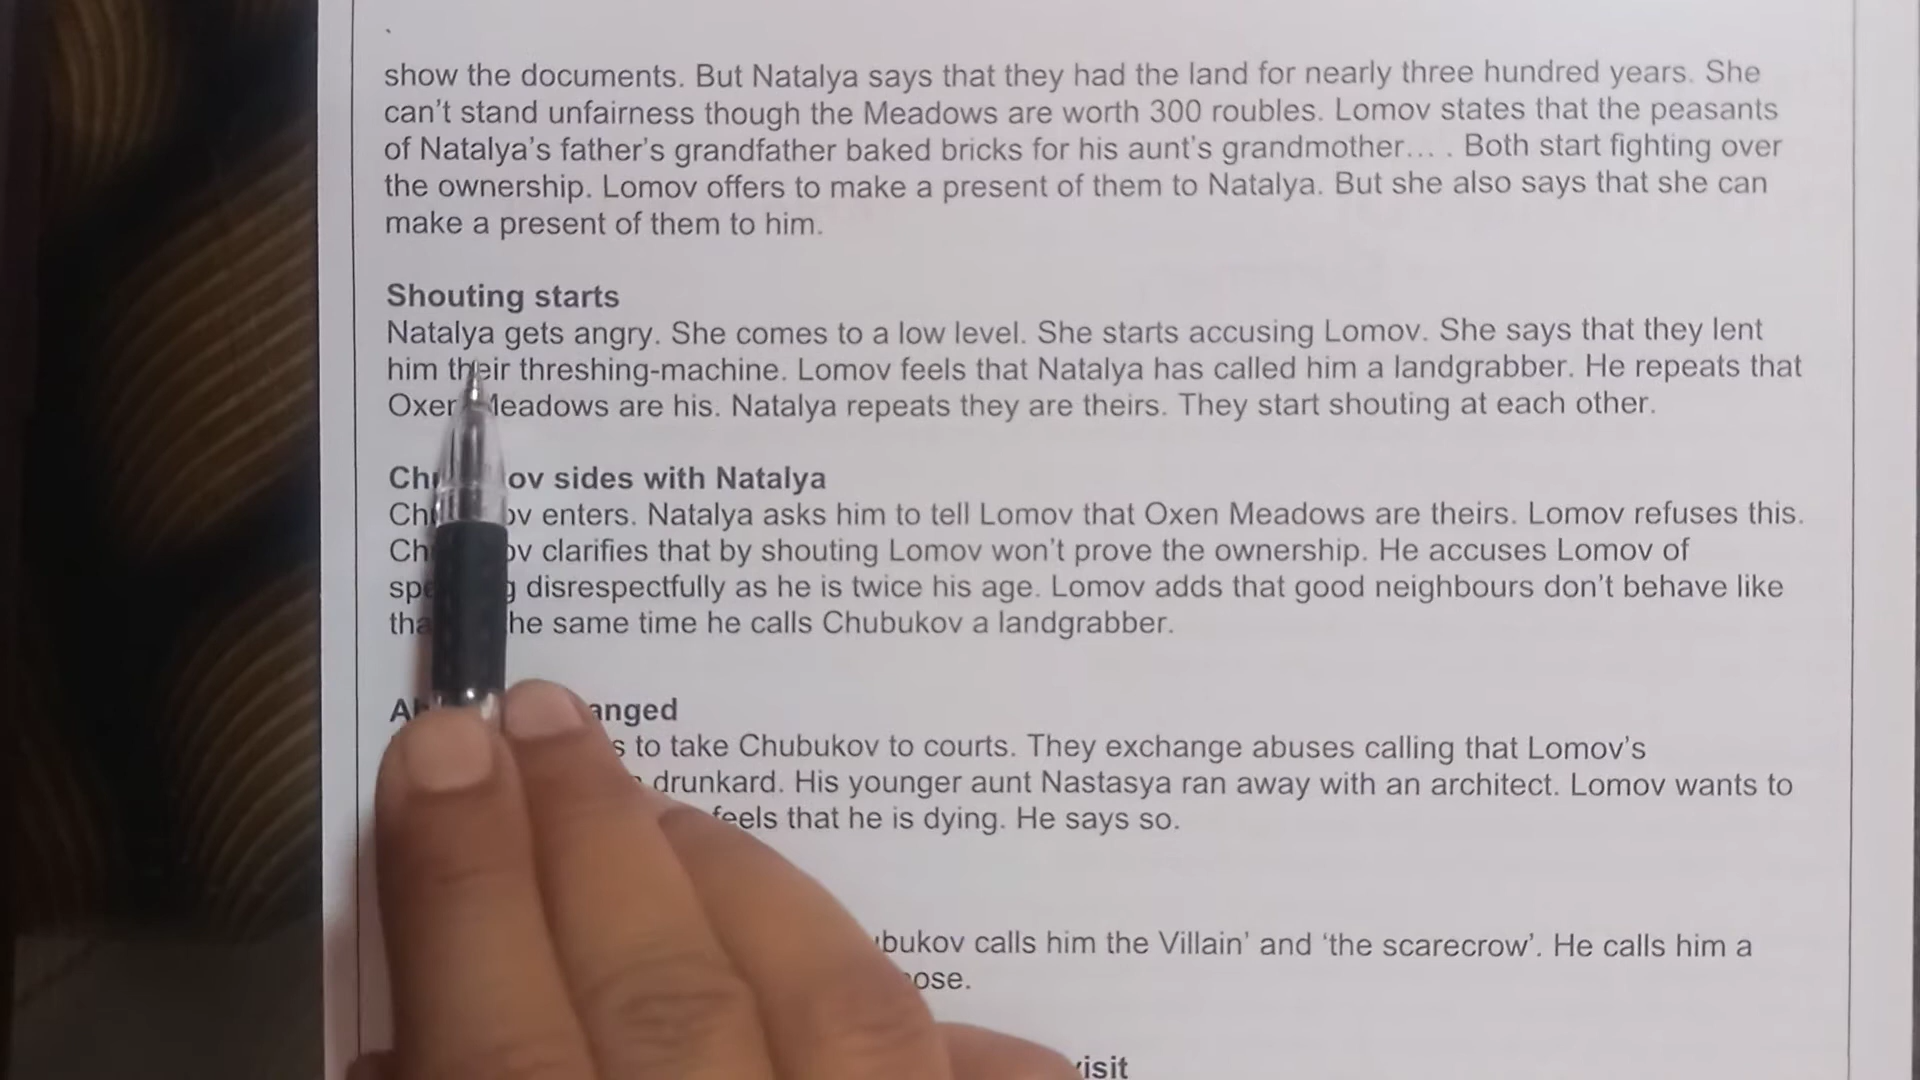 show the documents. But Natalya says that they had the land for nearly three hundred years. She
can't stand unfairness though the Meadows are worth 300 roubles. Lomov states that the peasants
of Natalya's father's grandfather baked bricks for his aunt's grandmother... . Both start fighting over
the ownership. Lomov offers to make a present of them to Natalya. But she also says that she can
make a present of them to him.
Shouting starts
Natalya gets angry. She comes to a low level. She starts accusing Lomov. She says that they lent
him their threshing-machine. Lomov feels that Natalya has called him a landgrabber. He repeats that
Oxen Meadows are his. Natalya repeats they are theirs. They start shouting at each other.
sides with Natalya
enters. Natalya asks him to tell Lomov that Oxen Meadows are theirs. Lomov refuses this.
clarifies that by shouting Lomov won't prove the ownership. He accuses Lomov of
disrespectfully as he is twice his age. Lomov adds that good neighbours don't behave like
same time he calls Chubukov a landgrabber.
to take Chubukov to courts. They exchange abuses calling that Lomov's
drunkard. His younger aunt Nastasya ran away with an architect. Lomov wants to
feels that he is dying. He says so.
calls him the Villain' and 'the scarecrow'. He calls him a